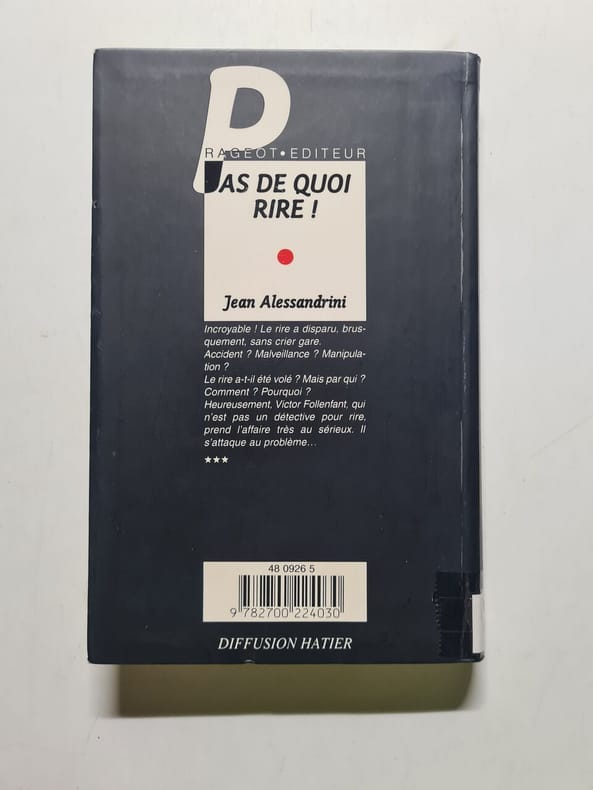 RAGEOT•EDITEUR
PAS DE QUOI
RIRE !
Jean Alessandrini
Incroyable ! Le rire a disparu, brus-
quement, sans crier gare.
Accident ? Malveillance ? Manipula-
tion ?
Le rire a-t-il été volé ? Mais par qui ?
Comment ? Pourquoi ?
Heureusement, Victor Follenfant, qui
n'est pas un détective pour rire,
prend l'affaire très au sérieux. Il
s'attaque au problème...
★★★
48 0926 5
9 782700 224030
DIFFUSION HATIER